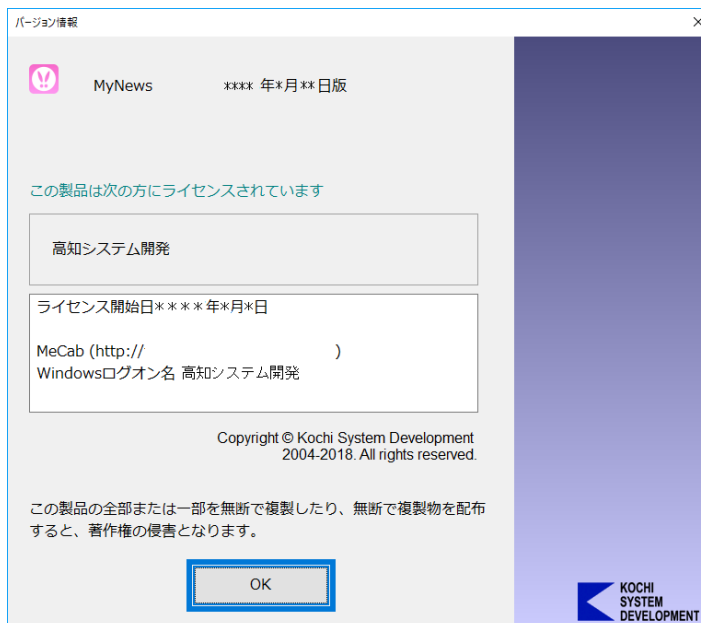 バージョン情報
MyNews **** 年*月**日版
この製品は次の方にライセンスされています
高知システム開発
ライセンス開始日****年*月*日
MeCab (http:// )
Windowsログオン名 高知システム開発
Copyright © Kochi System Development
2004-2018. All rights reserved.
この製品の全部または一部を無断で複製したり、無断で複製物を配布
すると、著作権の侵害となります。
OK
KOCHI
SYSTEM
DEVELOPMENT